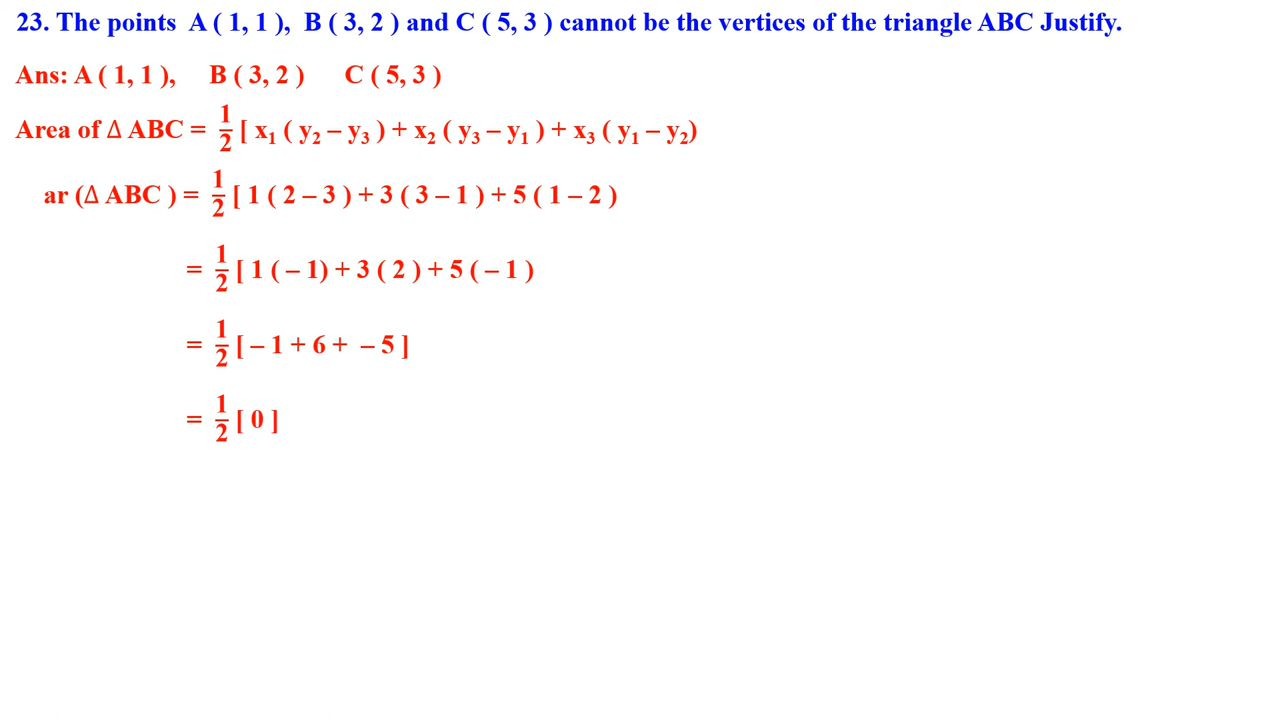 23. The points A ( 1, 1 ), B ( 3, 2 ) and C ( 5, 3 ) cannot be the vertices of the triangle ABC Justify.
Ans: A ( 1, 1 ), B ( 3, 2 ) C ( 5, 3 )
Area of Δ ABC = 1/2 [ x₁ ( y₂ – y₃ ) + x₂ ( y₃ – y₁ ) + x₃ ( y₁ – y₂)
ar (Δ ABC ) = 1/2 [ 1 ( 2 – 3 ) + 3 ( 3 – 1 ) + 5 ( 1 – 2 )
= 1/2 [ 1 ( – 1) + 3 ( 2 ) + 5 ( – 1 )
= 1/2 [ – 1 + 6 + – 5 ]
= 1/2 [ 0 ]